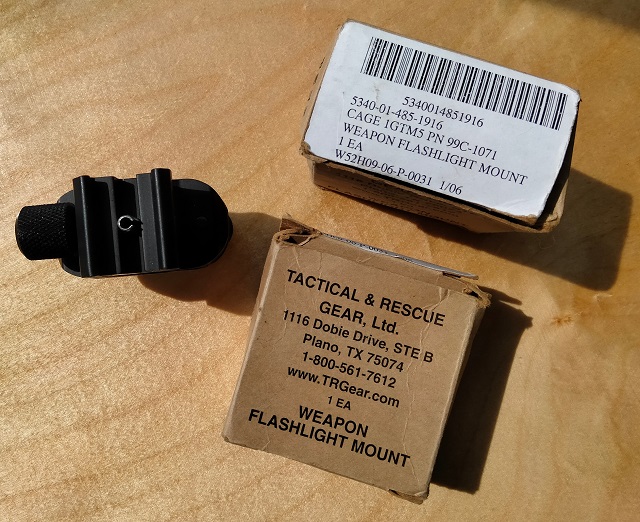 5340014851916
5340-01-485-1916
CAGE 1GTM5 PN 99C-1071
WEAPON FLASHLIGHT MOUNT
1 EA
W52H09-06-P-0031 1/06
TACTICAL & RESCUE
GEAR, Ltd.
1116 Dobie Drive, STE B
Plano, TX 75074
1-800-561-7612
www.TRGear.com
1 EA
WEAPON
FLASHLIGHT MOUNT